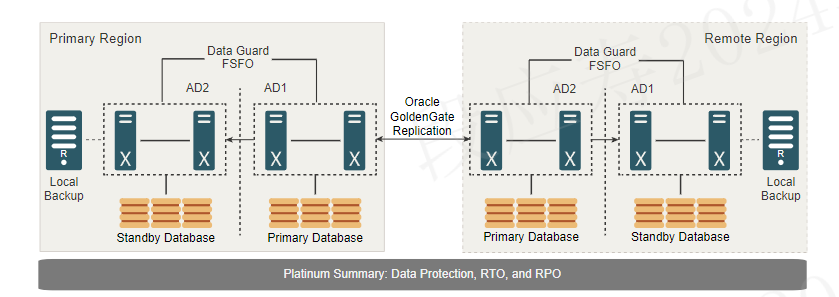 Primary Region
Remote Region
Data Guard
FSFO
AD2
AD1
Oracle
GoldenGate
Replication
Data Guard
FSFO
AD2
AD1
R
X
X
X
X
X
X
X
X
R
Local
Backup
Local
Backup
Standby Database
Primary Database
Primary Database
Standby Database
Platinum Summary: Data Protection, RTO, and RPO